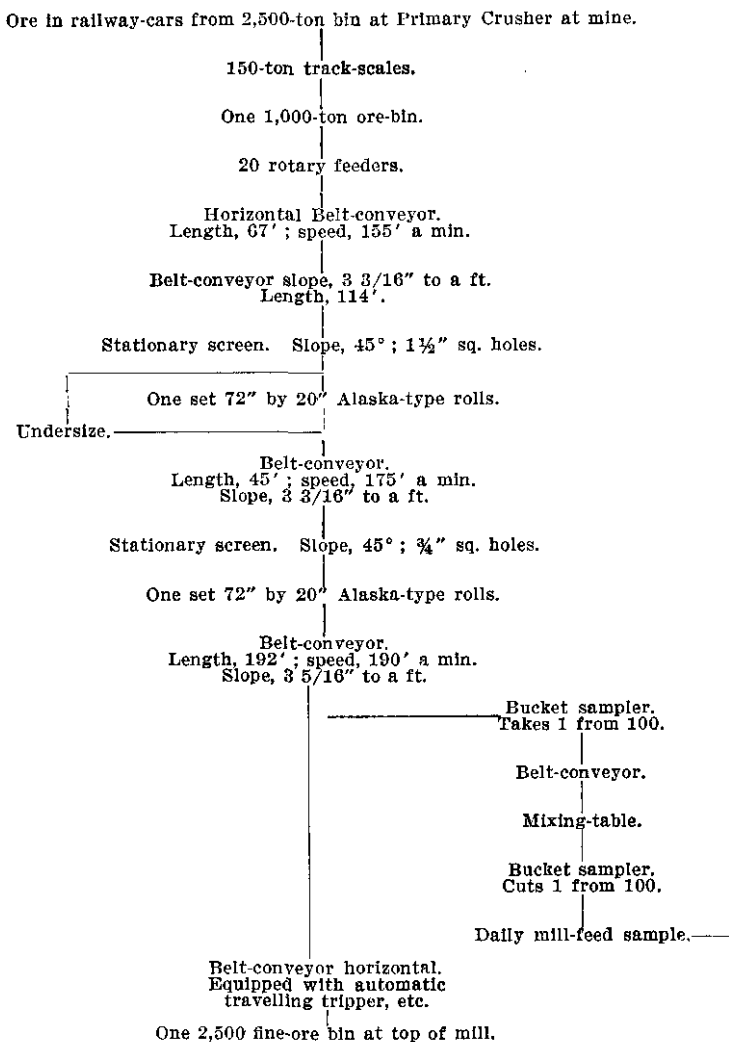 Ore in railway-cars from 2,500-ton bin at Primary Crusher at mine.
150-ton track-scales.
One 1,000-ton ore-bin.
20 rotary feeders.
Horizontal Belt-conveyor.
Length, 67' ; speed, 155' a min.
Belt-conveyor slope, 3 3/16" to a ft.
Length, 114'.
Stationary screen. Slope, 45° ; 1½" sq. holes.
One set 72" by 20" Alaska-type rolls.
Undersize.
Belt-conveyor.
Length, 45' ; speed, 175' a min.
Slope, 3 3/16" to a ft.
Stationary screen. Slope, 45° ; ¾" sq. holes.
One set 72" by 20" Alaska-type rolls.
Belt-conveyor.
Length, 192' ; speed, 190' a min.
Slope, 3 5/16" to a ft.
Bucket sampler.
Takes 1 from 100.
Belt-conveyor.
Mixing-table.
Bucket sampler.
Cuts 1 from 100.
Daily mill-feed sample.
Belt-conveyor horizontal.
Equipped with automatic
travelling tripper, etc.
One 2,500 fine-ore bin at top of mill.